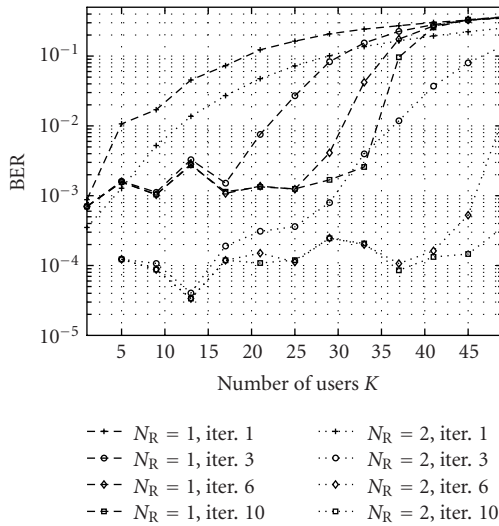 10^{-1}
10^{-2}
10^{-3}
10^{-4}
10^{-5}
BER
5 10 15 20 25 30 35 40 45
Number of users K
N_R = 1, iter. 1
N_R = 1, iter. 3
N_R = 1, iter. 6
N_R = 1, iter. 10
N_R = 2, iter. 1
N_R = 2, iter. 3
N_R = 2, iter. 6
N_R = 2, iter. 10